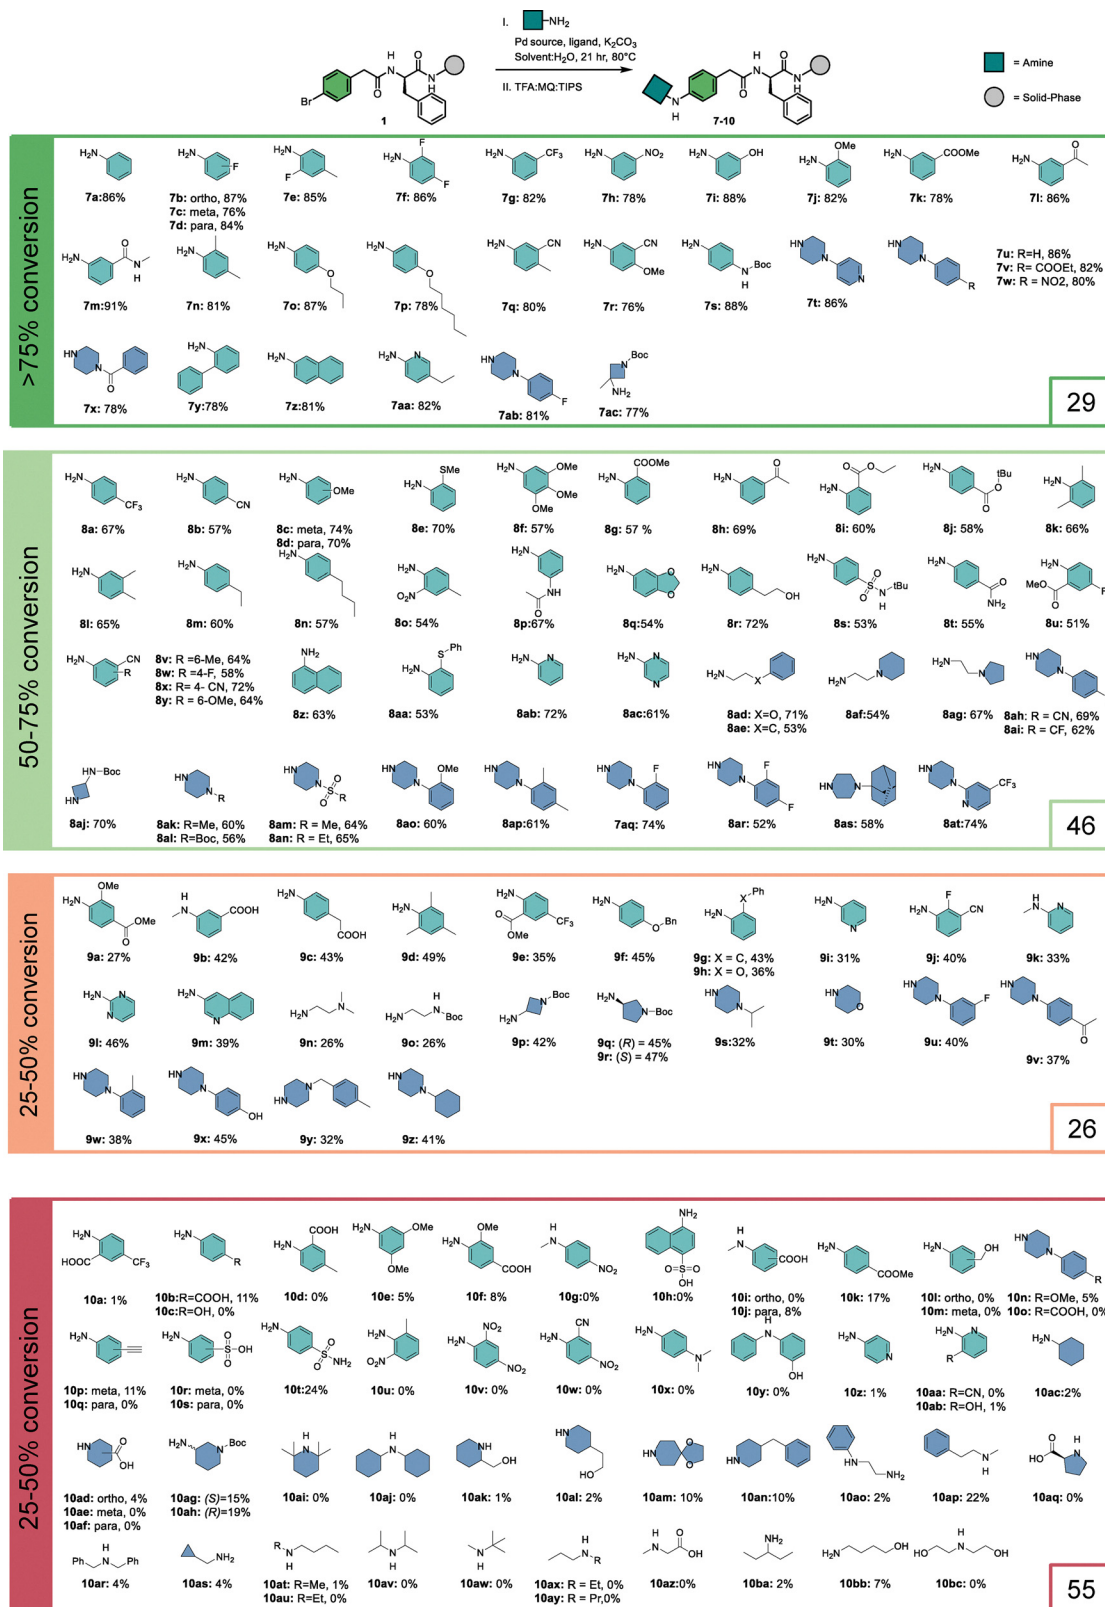 I.
NH2
Pd source, ligand, K2CO3
Solvent:H2O, 21 hr, 80°C
II. TFA:MQ:TIPS
1
7-10
= Amine
= Solid-Phase
>75% conversion
7a:86%
7b: ortho, 87%
7c: meta, 76%
7d: para, 84%
7e: 85%
7f: 86%
7g: 82%
7h: 78%
7i: 88%
7j: 82%
7k: 78%
7l: 86%
7m:91%
7n: 81%
7o: 87%
7p: 78%
7q: 80%
7r: 76%
7s: 88%
7t: 86%
7u: R=H, 86%
7v: R= COOEt, 82%
7w: R = NO2, 80%
7x: 78%
7y:78%
7z:81%
7aa: 82%
7ab: 81%
7ac: 77%
29
50-75% conversion
8a: 67%
8b: 57%
8c: meta, 74%
8d: para, 70%
8e: 70%
8f: 57%
8g: 57 %
8h: 69%
8i: 60%
8j: 58%
8k: 66%
8l: 65%
8m: 60%
8n: 57%
8o: 54%
8p:67%
8q:54%
8r: 72%
8s: 53%
8t: 55%
8u: 51%
8v: R =6-Me, 64%
8w: R =4-F, 58%
8x: R= 4- CN, 72%
8y: R = 6-OMe, 64%
8z: 63%
8aa: 53%
8ab: 72%
8ac:61%
8ad: X=O, 71%
8ae: X=C, 53%
8af:54%
8ag: 67%
8ah: R = CN, 69%
8ai: R = CF, 62%
8aj: 70%
8ak: R=Me, 60%
8al: R=Boc, 56%
8am: R = Me, 64%
8an: R = Et, 65%
8ao: 60%
8ap:61%
7aq: 74%
8ar: 52%
8as: 58%
8at:74%
46
25-50% conversion
9a: 27%
9b: 42%
9c: 43%
9d: 49%
9e: 35%
9f: 45%
9g: X = C, 43%
9h: X = O, 36%
9i: 31%
9j: 40%
9k: 33%
9l: 46%
9m: 39%
9n: 26%
9o: 26%
9p: 42%
9q: (R) = 45%
9r: (S) = 47%
9s:32%
9t: 30%
9u: 40%
9v: 37%
9w: 38%
9x: 45%
9y: 32%
9z: 41%
26
25-50% conversion
10a: 1%
10b:R=COOH, 11%
10c:R=OH, 0%
10d: 0%
10e: 5%
10f: 8%
10g:0%
10h:0%
10i: ortho, 0%
10j: para, 8%
10k: 17%
10l: ortho, 0%
10m: meta, 0%
10n: R=OMe, 5%
10o: R=COOH, 0%
10p: meta, 11%
10q: para, 0%
10r: meta, 0%
10s: para, 0%
10t:24%
10u: 0%
10v: 0%
10w: 0%
10x: 0%
10y: 0%
10z: 1%
10aa: R=CN, 0%
10ab: R=OH, 1%
10ac:2%
10ad: ortho, 4%
10ae: meta, 0%
10af: para, 0%
10ag: (S)=15%
10ah: (R)=19%
10ai: 0%
10aj: 0%
10ak: 1%
10al: 2%
10am: 10%
10an:10%
10ao: 2%
10ap: 22%
10aq: 0%
10ar: 4%
10as: 4%
10at: R=Me, 1%
10au: R=Et, 0%
10av: 0%
10aw: 0%
10ax: R = Et, 0%
10ay: R = Pr,0%
10az:0%
10ba: 2%
10bb: 7%
10bc: 0%
55